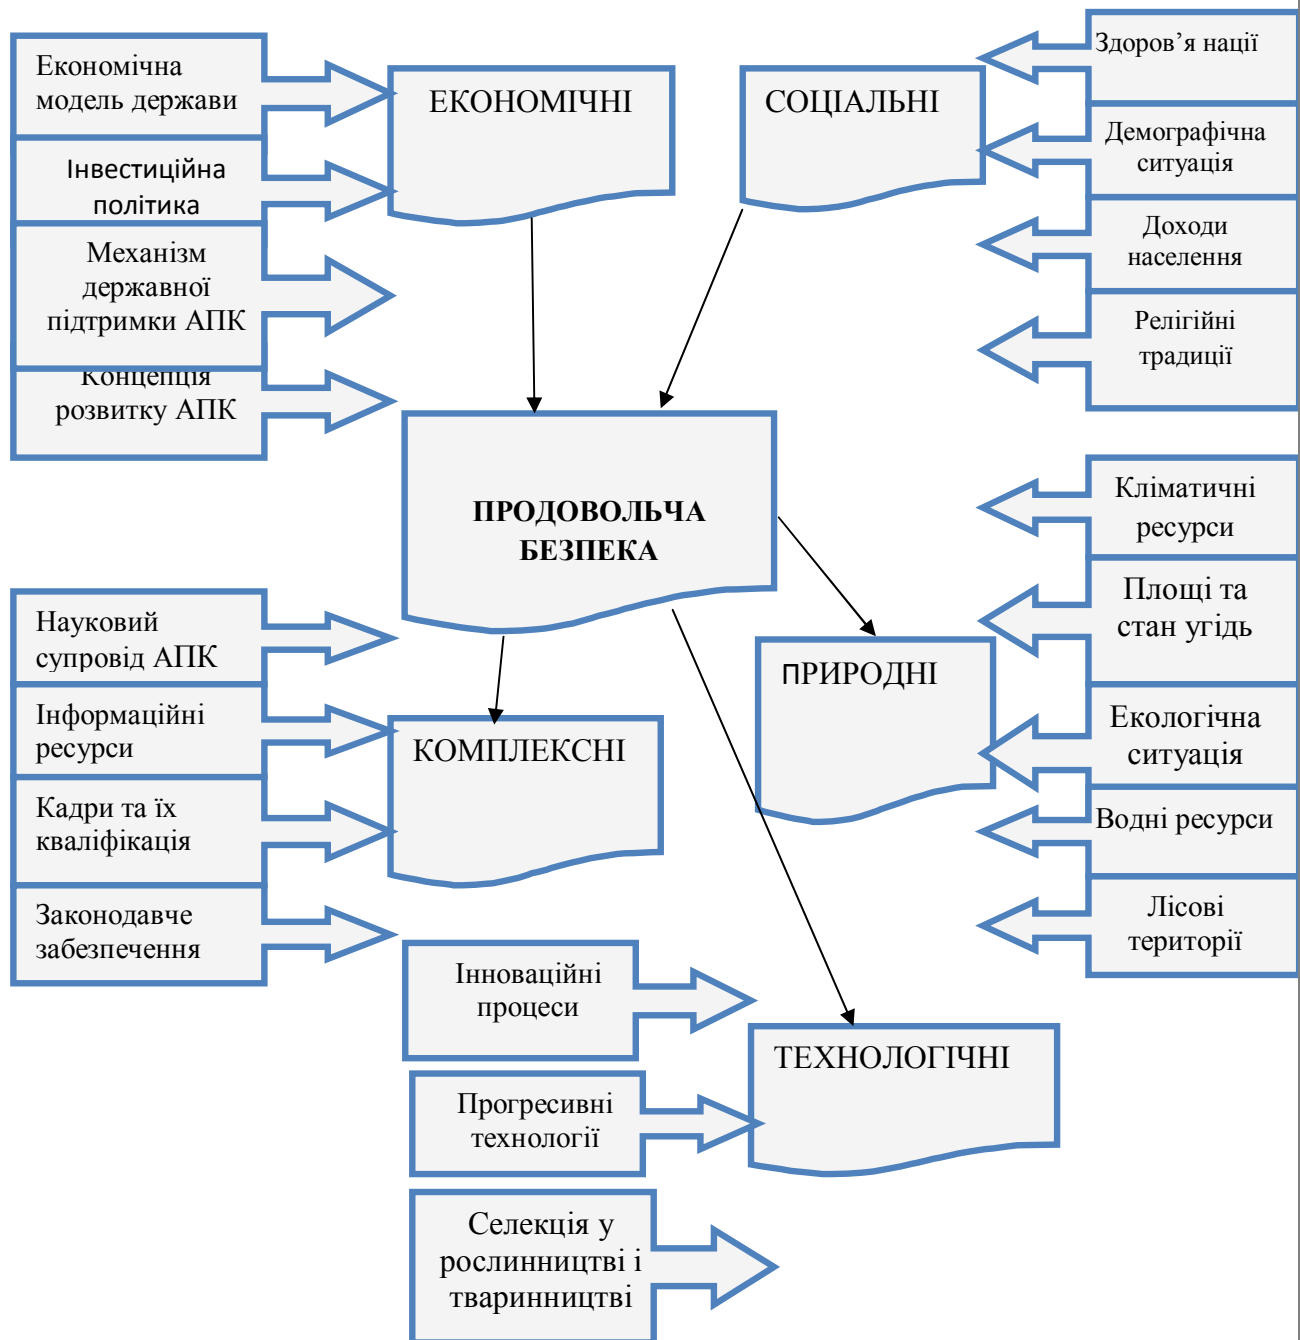 Економічна
модель держави
Інвестиційна
політика
Механізм
державної
підтримки АПК
Концепція
розвитку АПК
ЕКОНОМІЧНІ
СОЦІАЛЬНІ
Здоров’я нації
Демографічна
ситуація
Доходи
населення
Релігійні
традиції
ПРОДОВОЛЬЧА
БЕЗПЕКА
Кліматичні
ресурси
Площі та
стан угідь
Екологічна
ситуація
Водні ресурси
Лісові
території
ПРИРОДНІ
Науковий
супровід АПК
Інформаційні
ресурси
Кадри та їх
кваліфікація
Законодавче
забезпечення
КОМПЛЕКСНІ
Інноваційні
процеси
Прогресивні
технології
Селекція у
рослинництві і
тваринництві
ТЕХНОЛОГІЧНІ